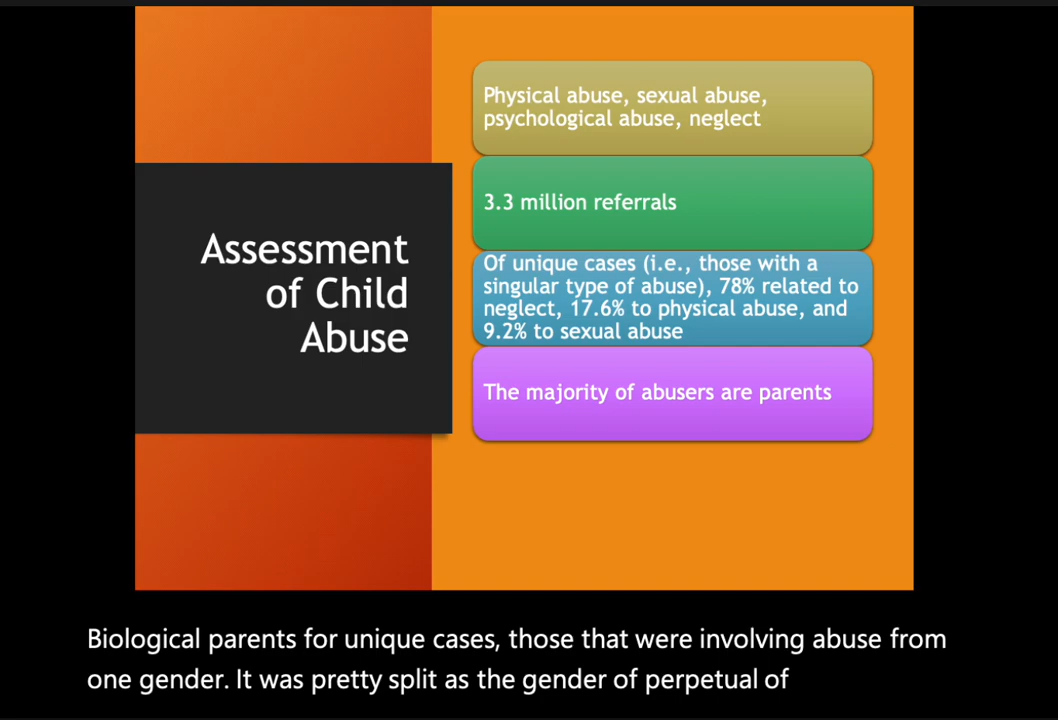 Assessment
of Child
Abuse
Physical abuse, sexual abuse,
psychological abuse, neglect
3.3 million referrals
Of unique cases (i.e., those with a
singular type of abuse), 78% related to
neglect, 17.6% to physical abuse, and
9.2% to sexual abuse
The majority of abusers are parents
Biological parents for unique cases, those that were involving abuse from
one gender. It was pretty split as the gender of perpetual of